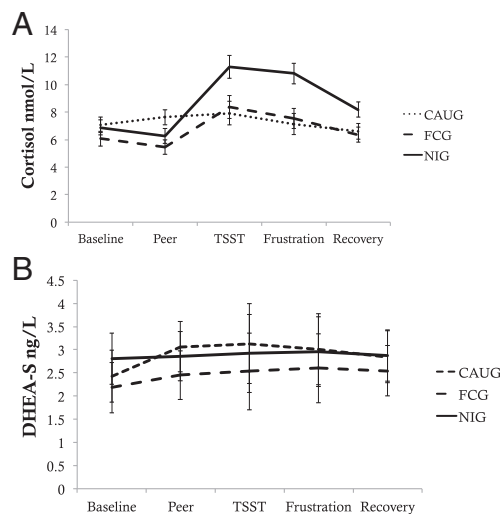 A
Cortisol nmol/L
14
12
10
8
6
4
2
0
Baseline Peer TSST Frustration Recovery
CAUG
FCG
NIG
B
DHEA-S ng/L
4.5
4
3.5
3
2.5
2
1.5
1
0.5
0
Baseline Peer TSST Frustration Recovery
CAUG
FCG
NIG